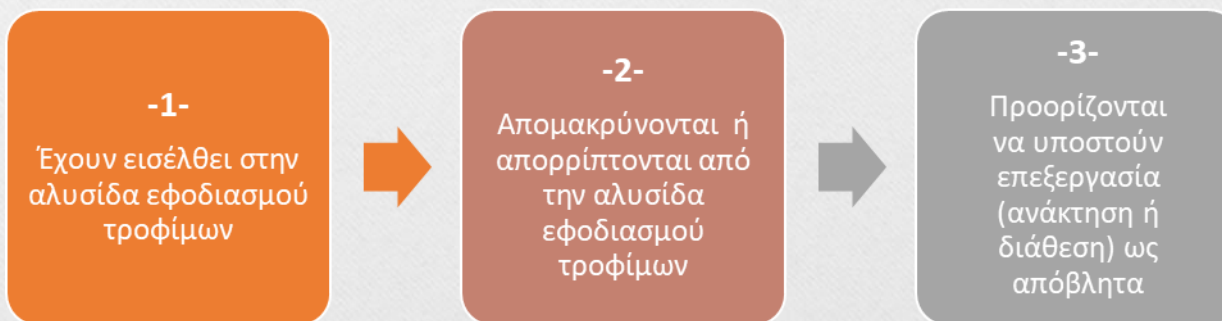 -1-
Έχουν εισέλθει στην
αλυσίδα εφοδιασμού
τροφίμων
-2-
Απομακρύνονται ή
απορρίπτονται από
την αλυσίδα
εφοδιασμού
τροφίμων
-3-
Προορίζονται
να υποστούν
επεξεργασία
(ανάκτηση ή
διάθεση) ως
απόβλητα